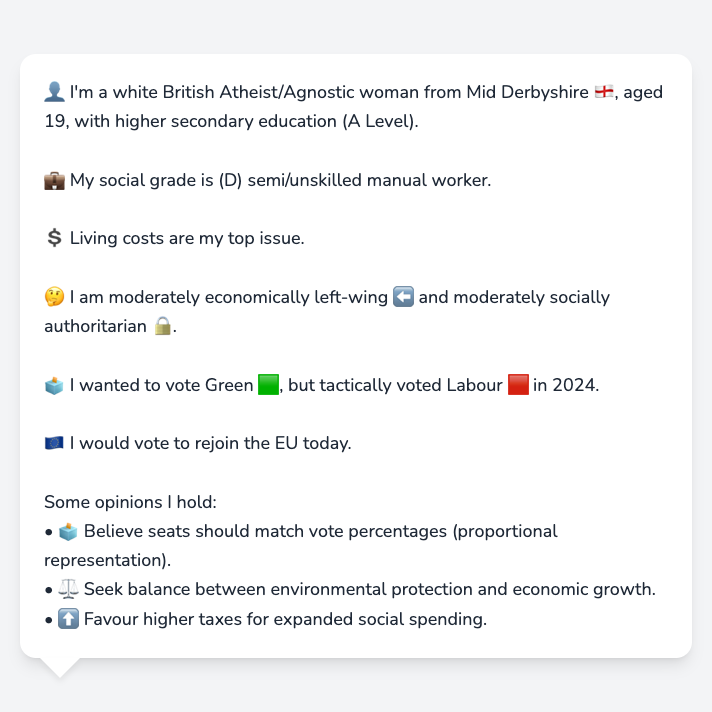 👤 I'm a white British Atheist/Agnostic woman from Mid Derbyshire 🏴󠁧󠁢󠁥󠁮󠁧󠁿, aged
19, with higher secondary education (A Level).
💼 My social grade is (D) semi/unskilled manual worker.
💲 Living costs are my top issue.
🤔 I am moderately economically left-wing ⬅️ and moderately socially
authoritarian 🔒.
🗳️ I wanted to vote Green 🟩, but tactically voted Labour 🟥 in 2024.
🇪🇺 I would vote to rejoin the EU today.
Some opinions I hold:
• 🗳️ Believe seats should match vote percentages (proportional
representation).
• ⚖️ Seek balance between environmental protection and economic growth.
• ⬆️ Favour higher taxes for expanded social spending.